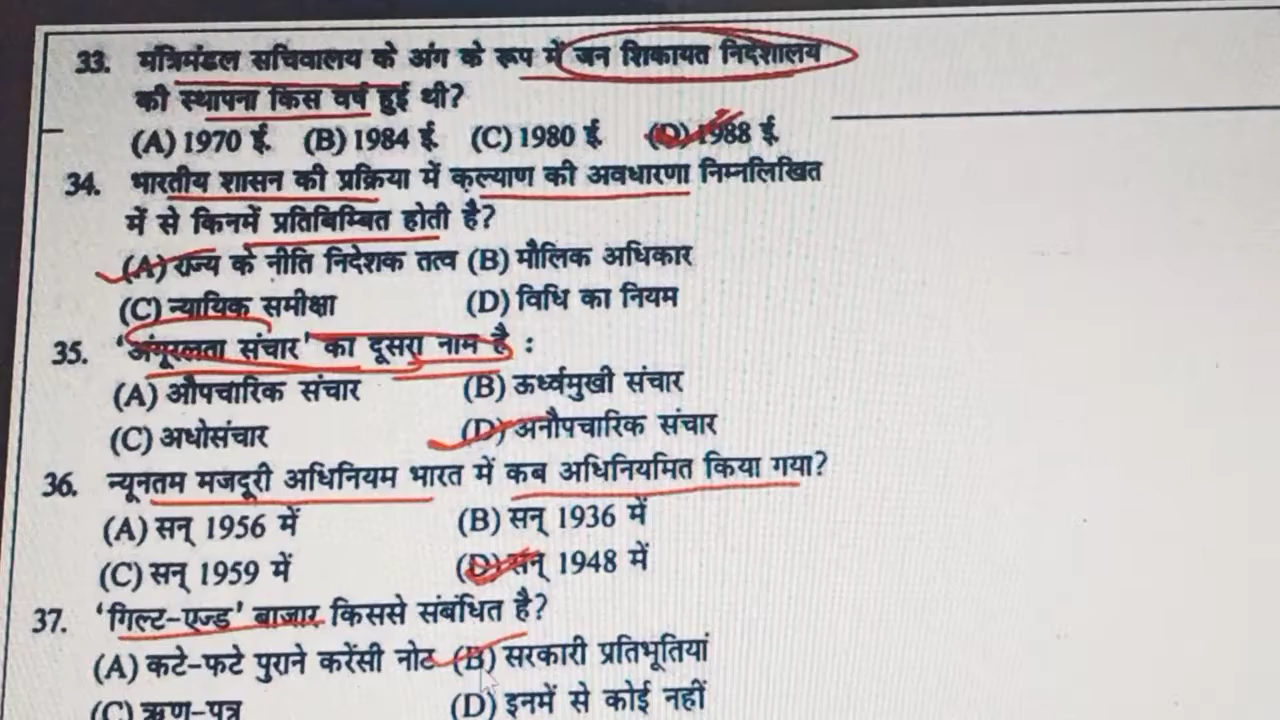 33. मंत्रिमंडल सचिवालय के अंग के रूप में जन शिकायत निदेशालय
की स्थापना किस वर्ष हुई थी?
(A) 1970 ई. (B) 1984 ई. (C) 1980 ई. (D) 1988 ई.
34. भारतीय शासन की प्रक्रिया में कल्याण की अवधारणा निम्नलिखित
में से किनमें प्रतिबिम्बित होती है?
(A) राज्य के नीति निदेशक तत्व (B) मौलिक अधिकार
(C) न्यायिक समीक्षा (D) विधि का नियम
35. 'अंगूरलता संचार' का दूसरा नाम है :
(A) औपचारिक संचार (B) ऊर्ध्वमुखी संचार
(C) अधोसंचार (D) अनौपचारिक संचार
36. न्यूनतम मजदूरी अधिनियम भारत में कब अधिनियमित किया गया?
(A) सन् 1956 में (B) सन् 1936 में
(C) सन् 1959 में (D) सन् 1948 में
37. 'गिल्ट-एज्ड' बाजार किससे संबंधित है?
(A) कटे-फटे पुराने करेंसी नोट (B) सरकारी प्रतिभूतियां
(C) ऋण-पत्र (D) इनमें से कोई नहीं